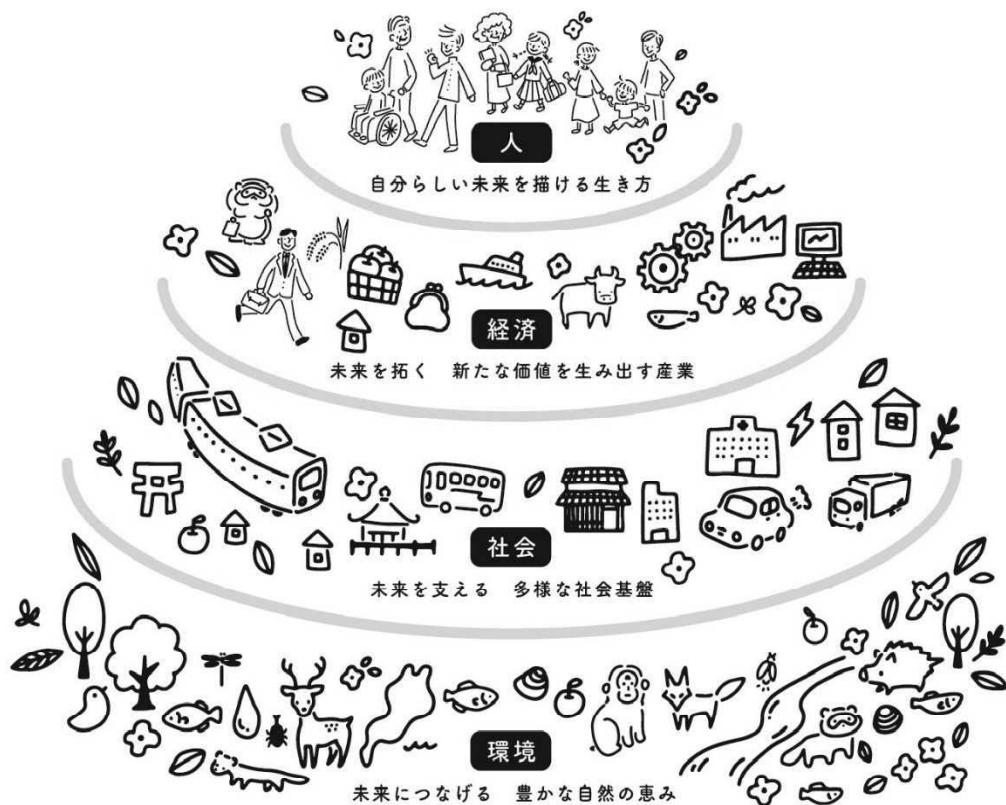 人
自分らしい未来を描ける生き方
経済
未来を拓く　新たな価値を生み出す産業
社会
未来を支える　多様な社会基盤
環境
未来につなげる　豊かな自然の恵み